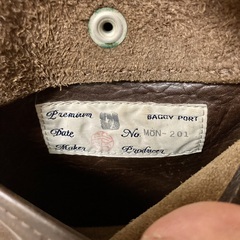 Premium BAGGY PORT
Date No MON-201
Maker Producer